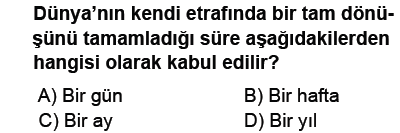 Dünya’nın kendi etrafında bir tam dönü-
şünü tamamladığı süre aşağıdakilerden
hangisi olarak kabul edilir?
A) Bir gün B) Bir hafta
C) Bir ay D) Bir yıl